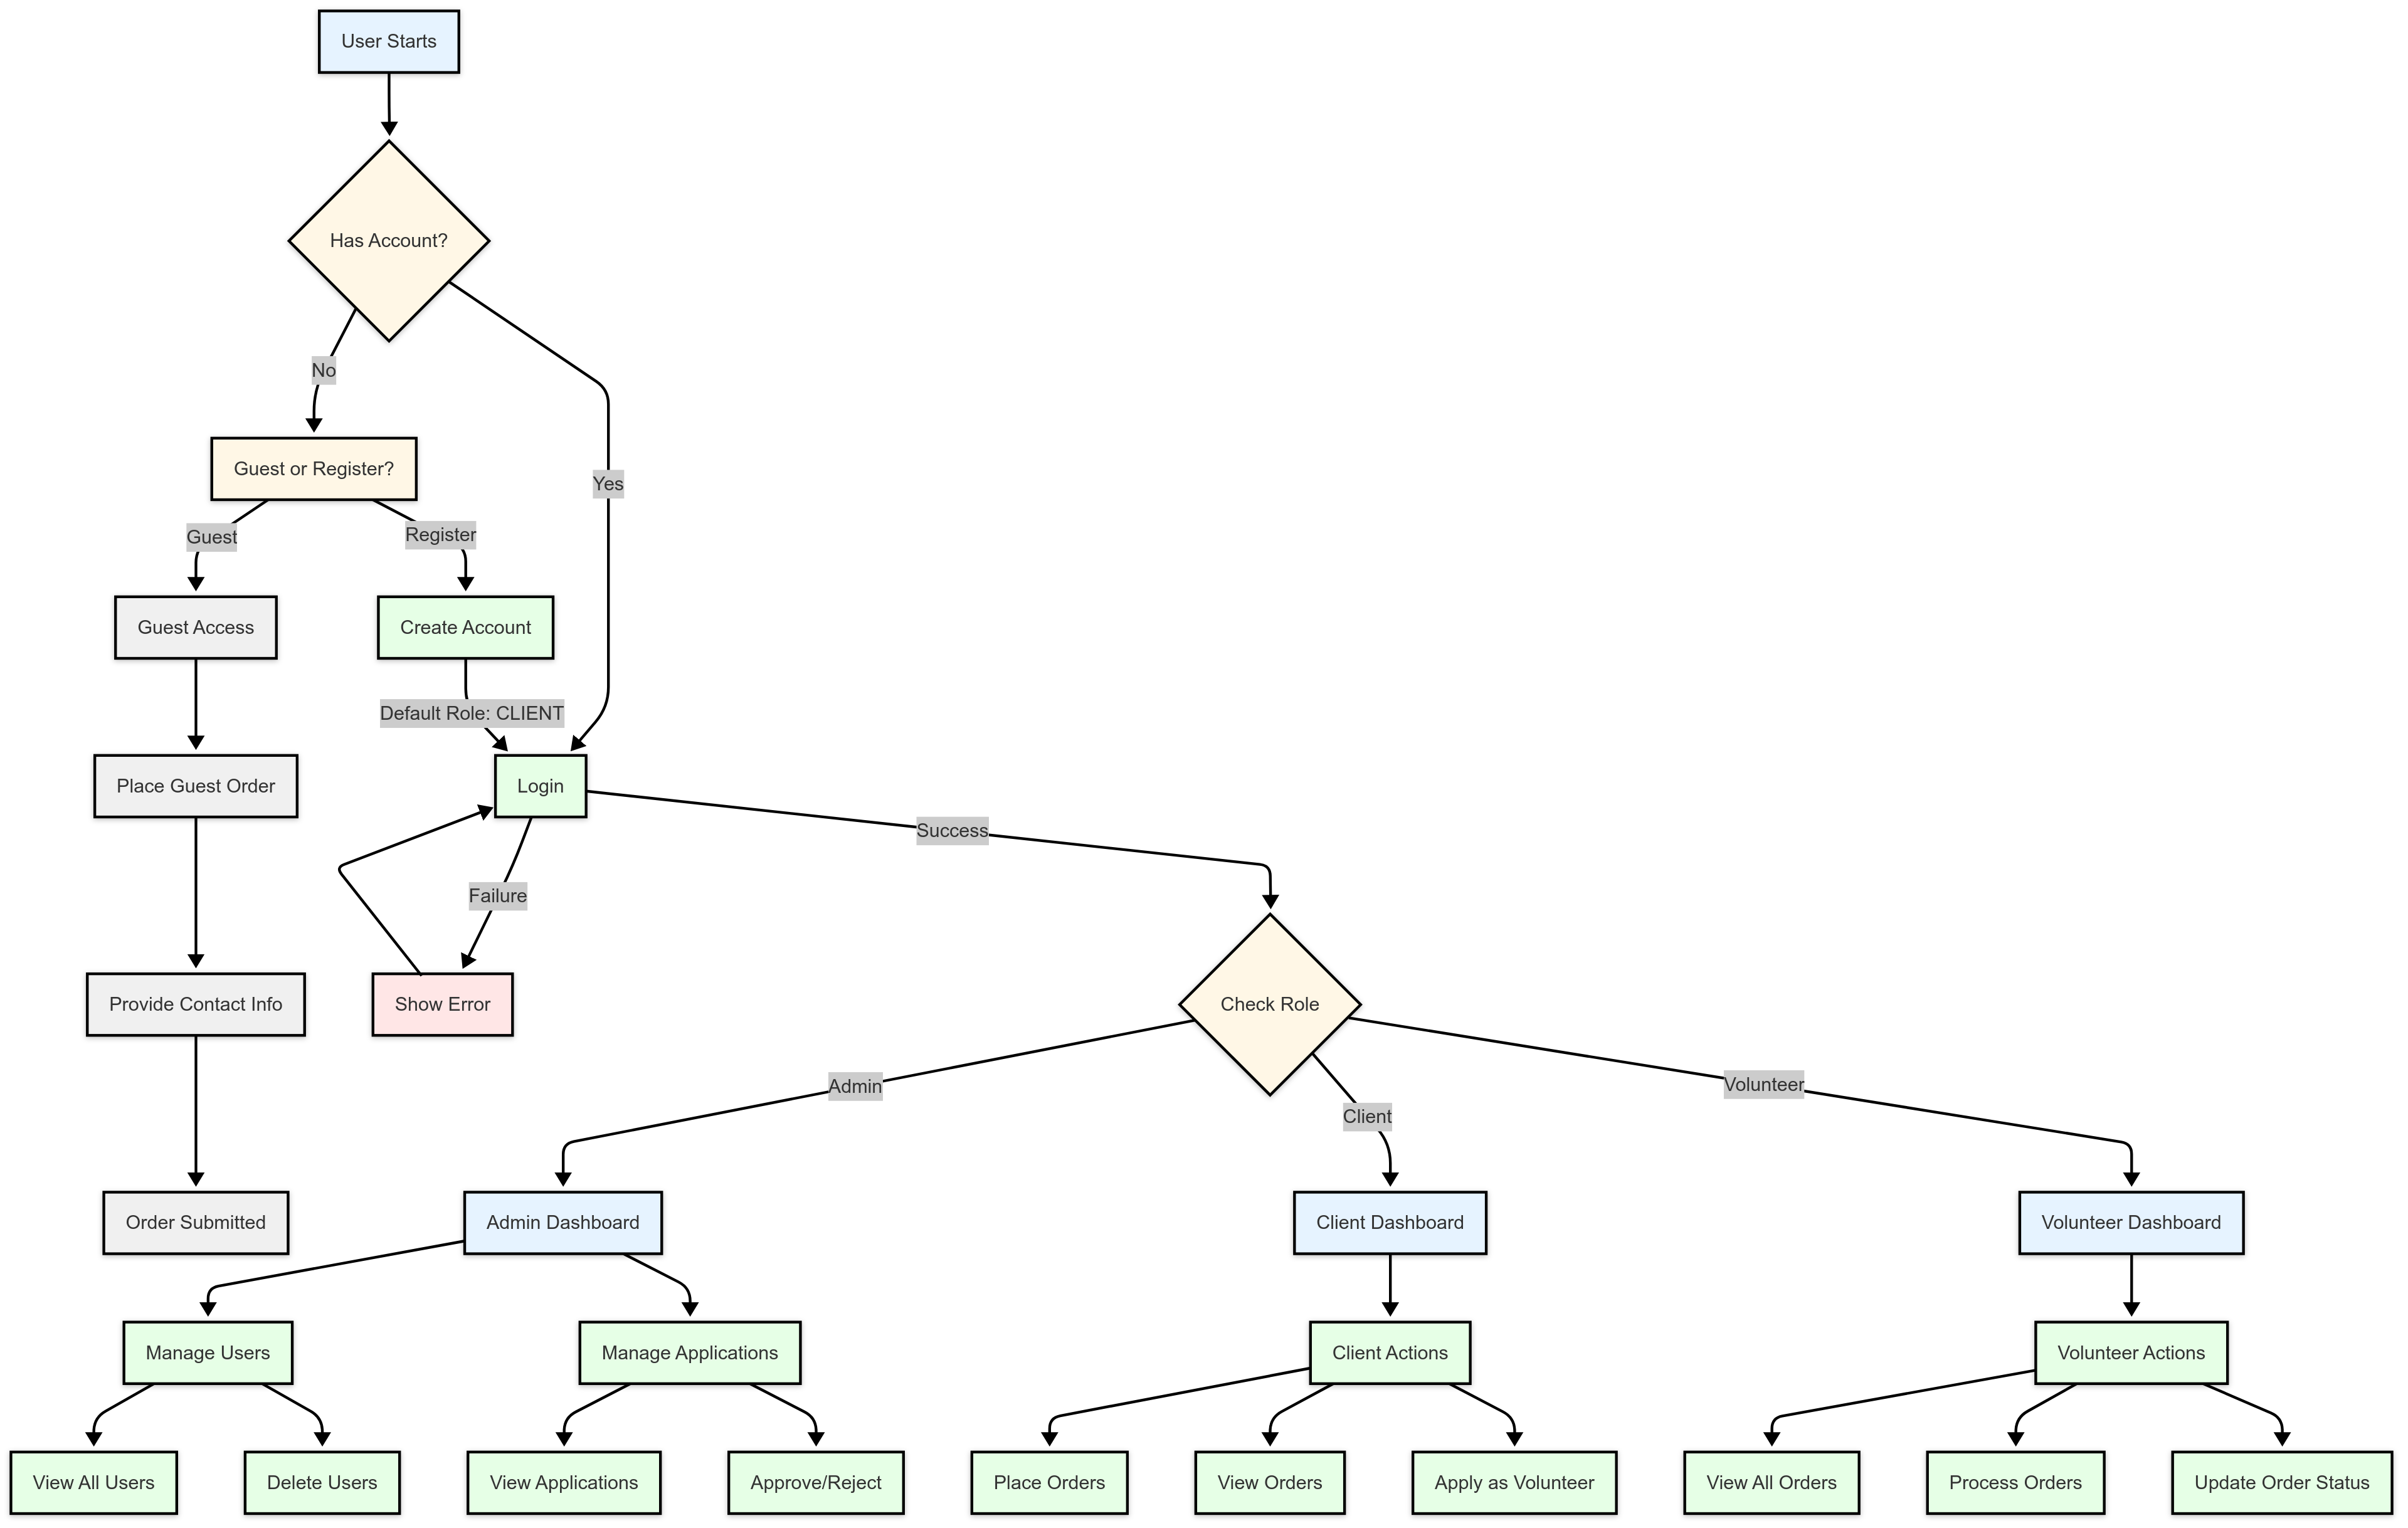 User Starts
Has Account?
No
Yes
Guest or Register?
Guest
Register
Guest Access
Create Account
Default Role: CLIENT
Place Guest Order
Login
Success
Failure
Provide Contact Info
Show Error
Check Role
Admin
Client
Volunteer
Order Submitted
Admin Dashboard
Client Dashboard
Volunteer Dashboard
Manage Users
Manage Applications
Client Actions
Volunteer Actions
View All Users
Delete Users
View Applications
Approve/Reject
Place Orders
View Orders
Apply as Volunteer
View All Orders
Process Orders
Update Order Status